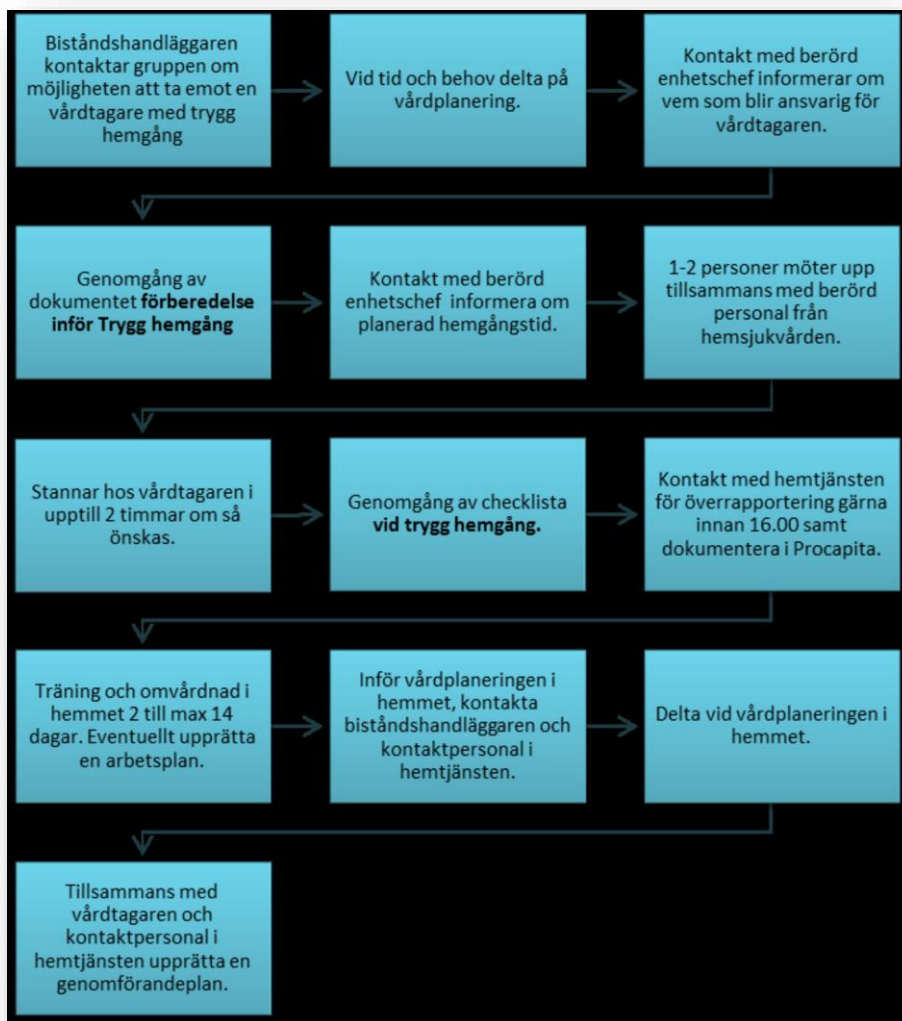 Biståndshandläggaren
kontaktar gruppen om
möjligheten att ta emot en
vårdtagare med trygg
hemgång
Vid tid och behov delta på
vårdplanering.
Kontakt med berörd
enhetschef informerar om
vem som blir ansvarig för
vårdtagaren.
Genomgång av
dokumentet förberedelse
inför Trygg hemgång
Kontakt med berörd
enhetschef informera om
planerad hemgångstid.
1-2 personer möter upp
tillsammans med berörd
personal från
hemsjukvården.
Stannar hos vårdtagaren i
upptill 2 timmar om så
önskas.
Genomgång av checklista
vid trygg hemgång.
Kontakt med hemtjänsten
för överrapportering gärna
innan 16.00 samt
dokumentera i Procapita.
Träning och omvårdnad i
hemmet 2 till max 14
dagar. Eventuellt upprätta
en arbetsplan.
Inför vårdplaneringen i
hemmet, kontakta
biståndshandläggaren och
kontaktpersonal i
hemtjänsten.
Delta vid vårdplaneringen i
hemmet.
Tillsammans med
vårdtagaren och
kontaktpersonal i
hemtjänsten upprätta en
genomförandeplan.